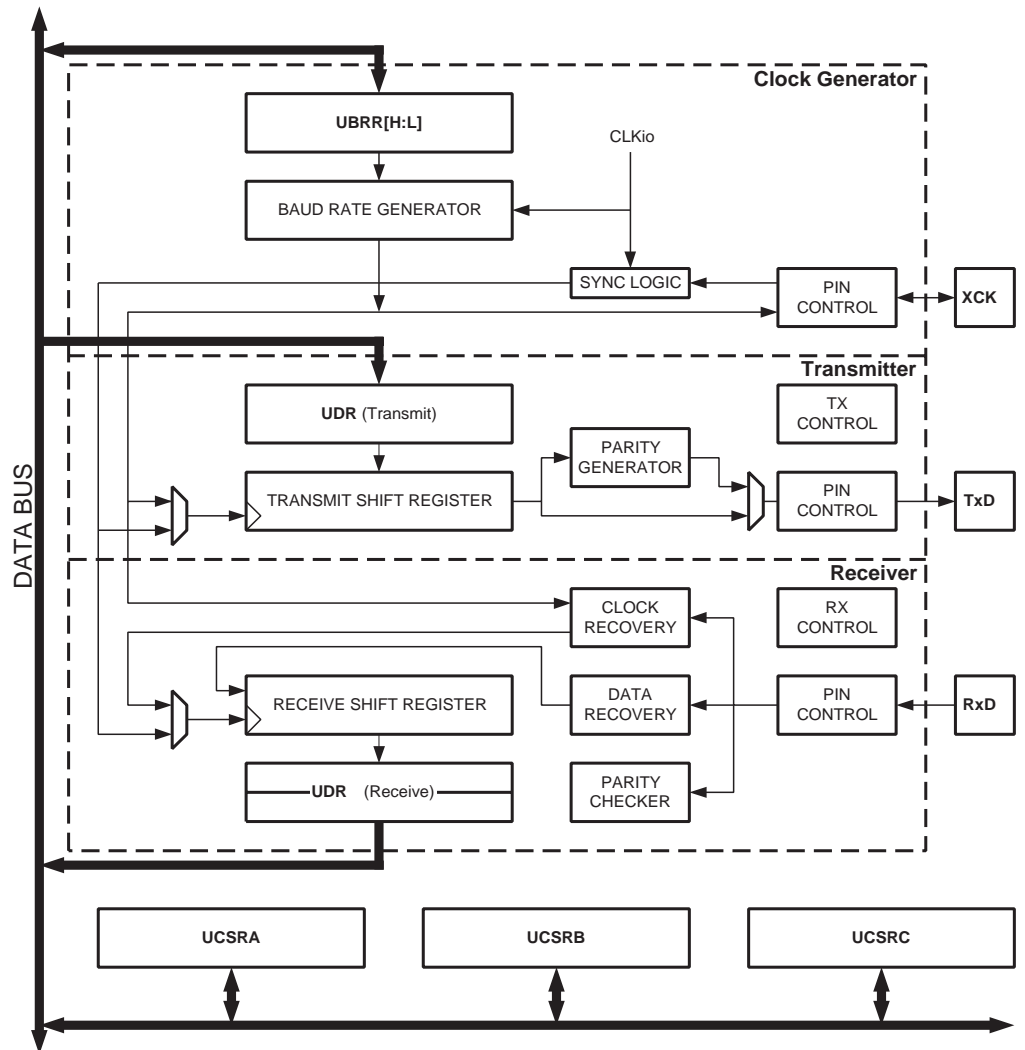 Clock Generator
UBRR[H:L]
CLKio
BAUD RATE GENERATOR
SYNC LOGIC
PIN
CONTROL
XCK
Transmitter
UDR (Transmit)
TX
CONTROL
PARITY
GENERATOR
TRANSMIT SHIFT REGISTER
PIN
CONTROL
TxD
DATA BUS
Receiver
CLOCK
RECOVERY
RX
CONTROL
RECEIVE SHIFT REGISTER
DATA
RECOVERY
PIN
CONTROL
RxD
UDR (Receive)
PARITY
CHECKER
UCSRA
UCSRB
UCSRC